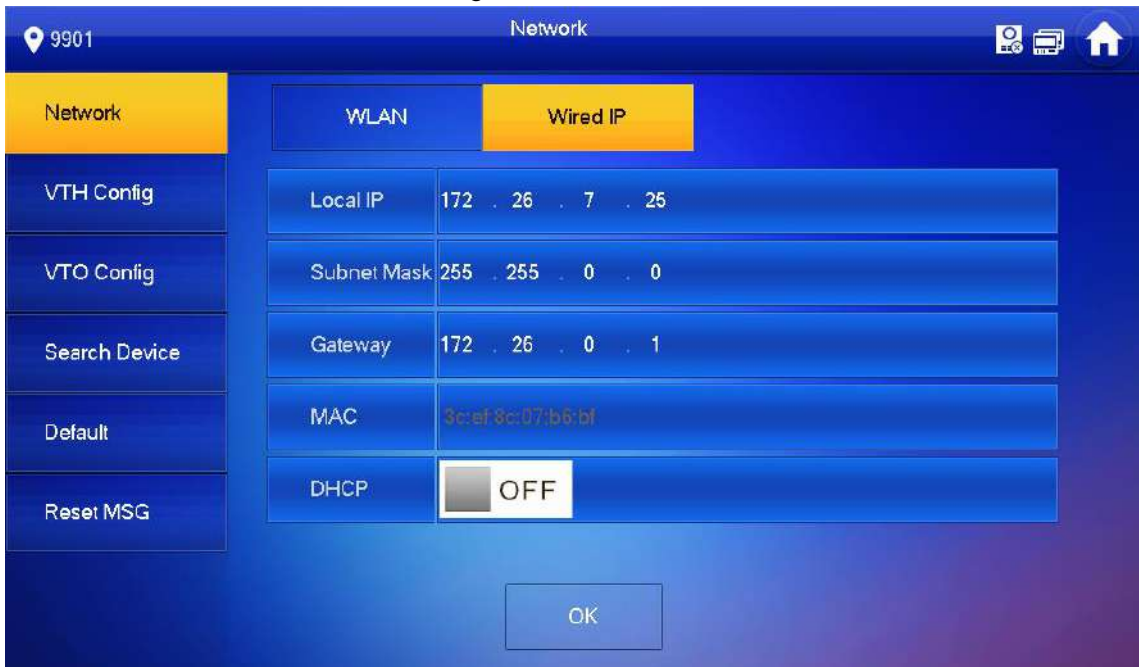 9901
Network
Network
WLAN
Wired IP
VTH Config
Local IP 172 . 26 . 7 . 25
VTO Config
Subnet Mask 255 . 255 . 0 . 0
Search Device
Gateway 172 . 26 . 0 . 1
Default
MAC 3c:ef:8c:07:b6:bf
Reset MSG
DHCP OFF
OK